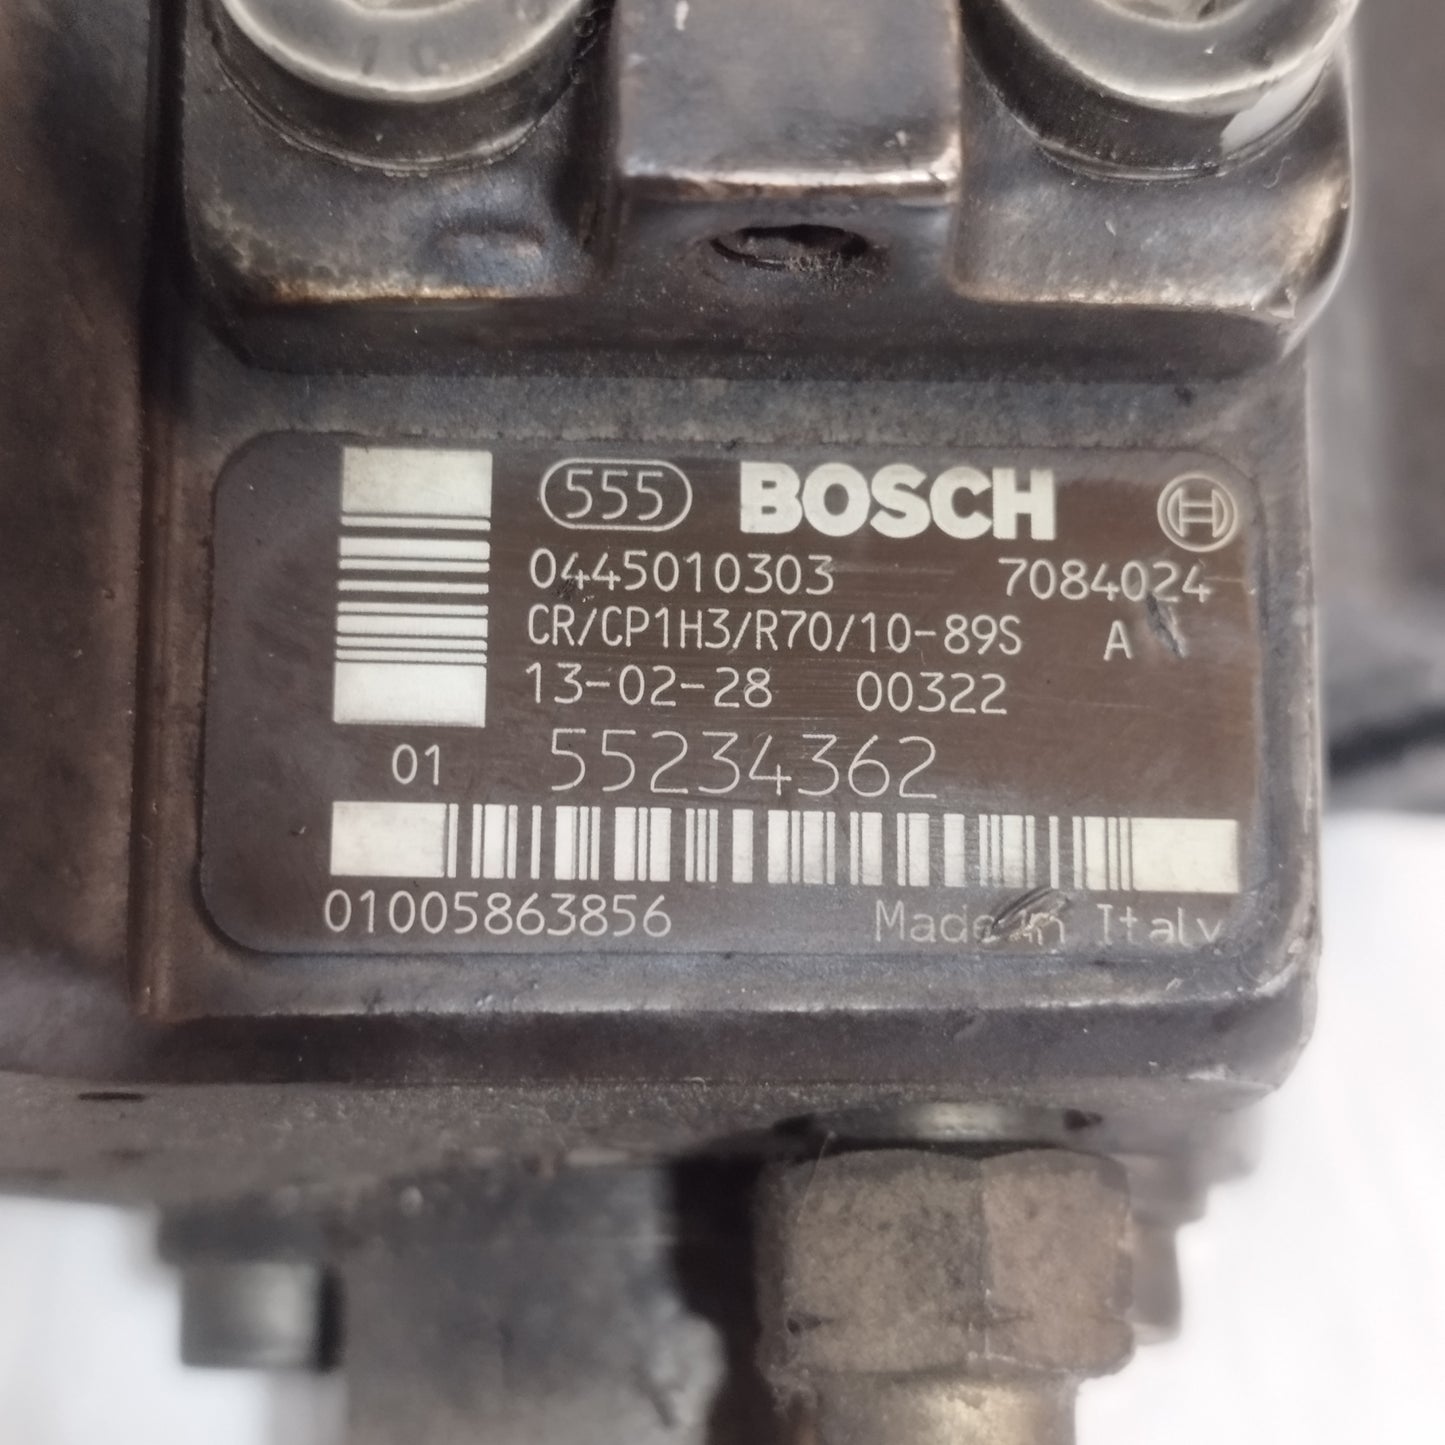 555 BOSCH
0445010303 7084024
CR/CP1H3/R70/10-89S A
13-02-28 00322
01 55234362
01005863856 Made in Italy